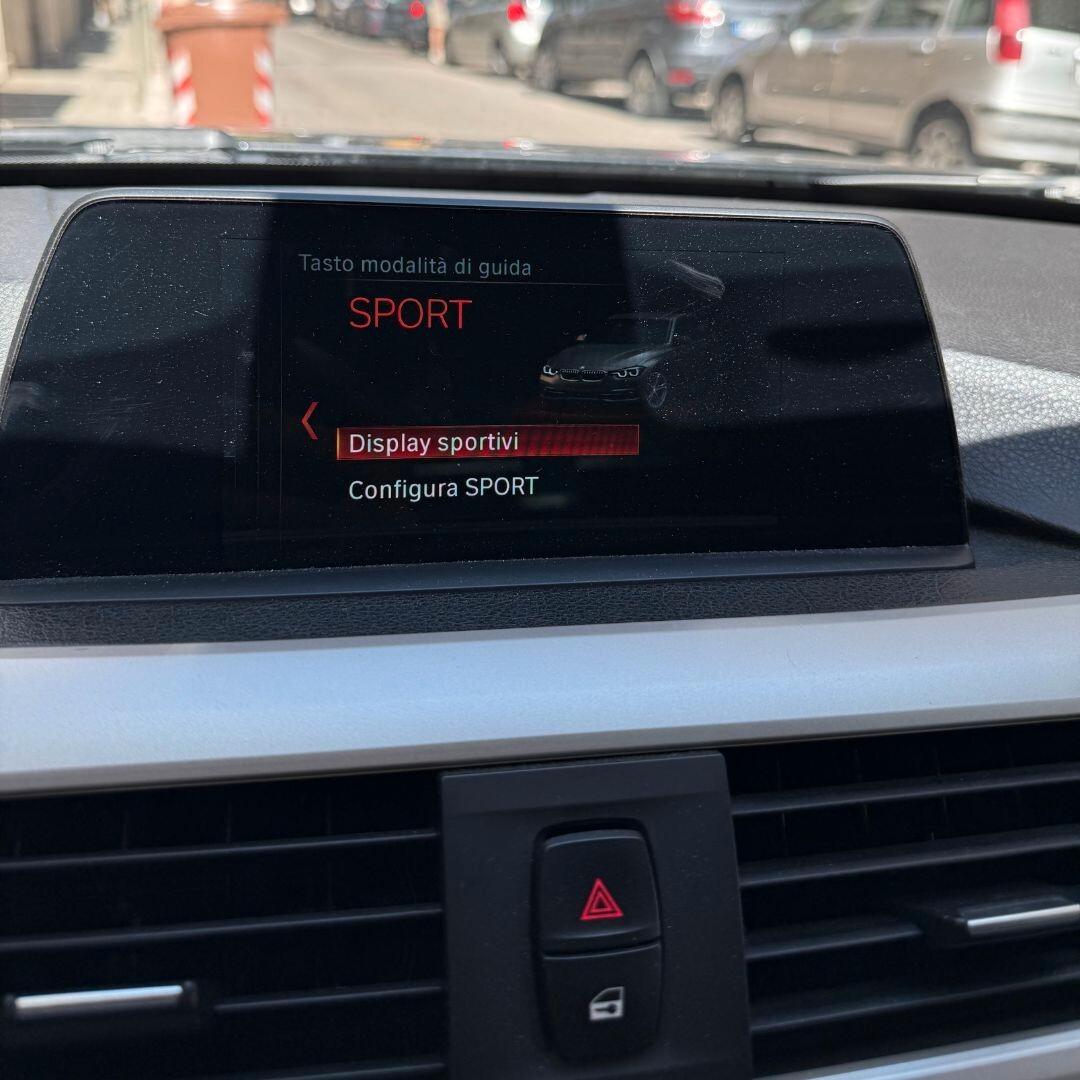 Tasto modalità di guida
SPORT
Display sportivi
Configura SPORT